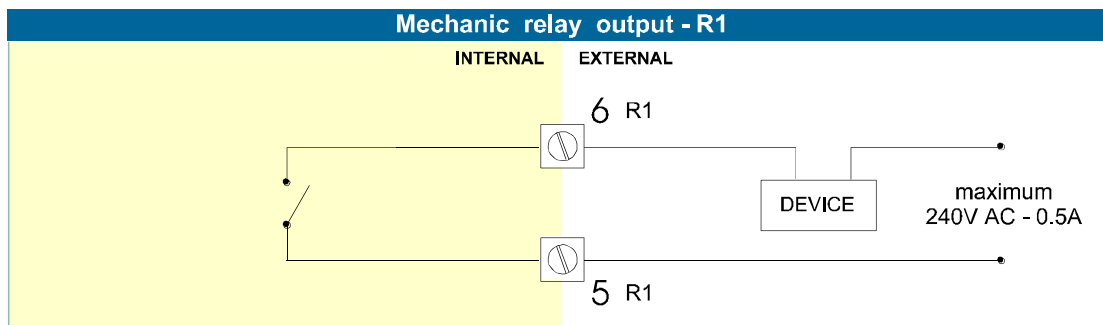 Mechanic relay output - R1
INTERNAL EXTERNAL
6 R1
DEVICE
maximum
240V AC - 0.5A
5 R1